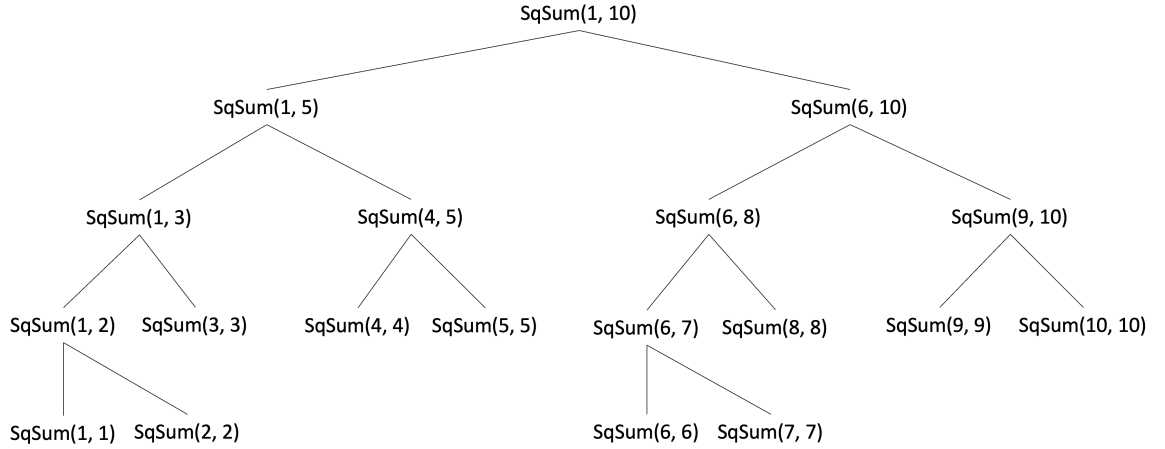 SqSum(1, 10)
SqSum(1, 5) SqSum(6, 10)
SqSum(1, 3) SqSum(4, 5) SqSum(6, 8) SqSum(9, 10)
SqSum(1, 2) SqSum(3, 3) SqSum(4, 4) SqSum(5, 5) SqSum(6, 7) SqSum(8, 8) SqSum(9, 9) SqSum(10, 10)
SqSum(1, 1) SqSum(2, 2) SqSum(6, 6) SqSum(7, 7)